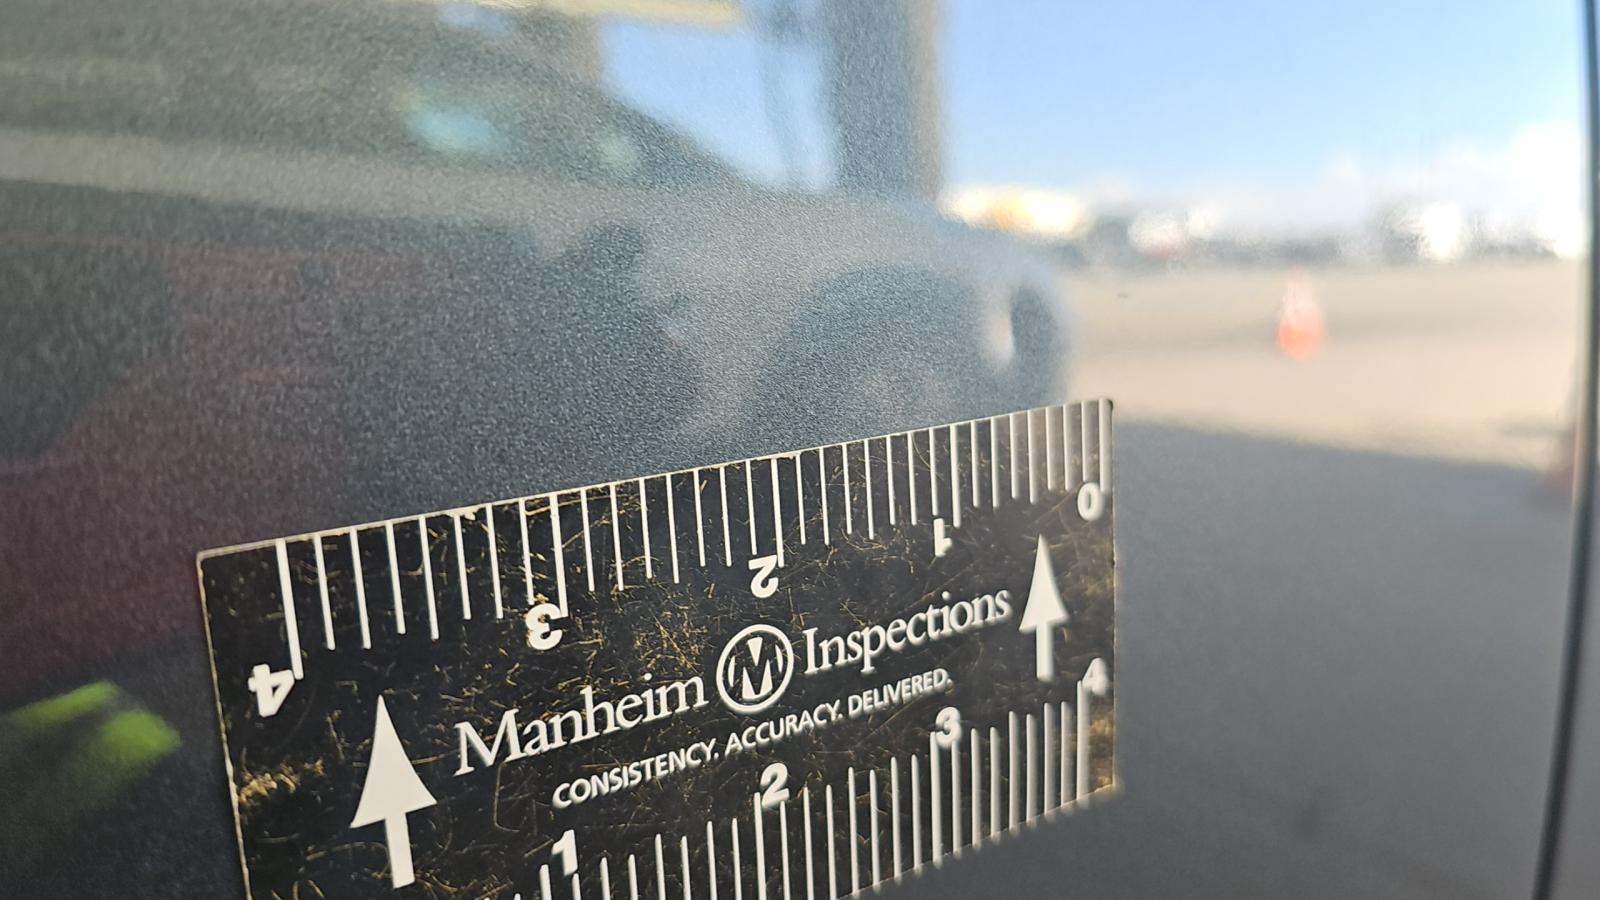 4 3 2 1 0
Manheim M Inspections
CONSISTENCY. ACCURACY. DELIVERED.
1 2 3 4